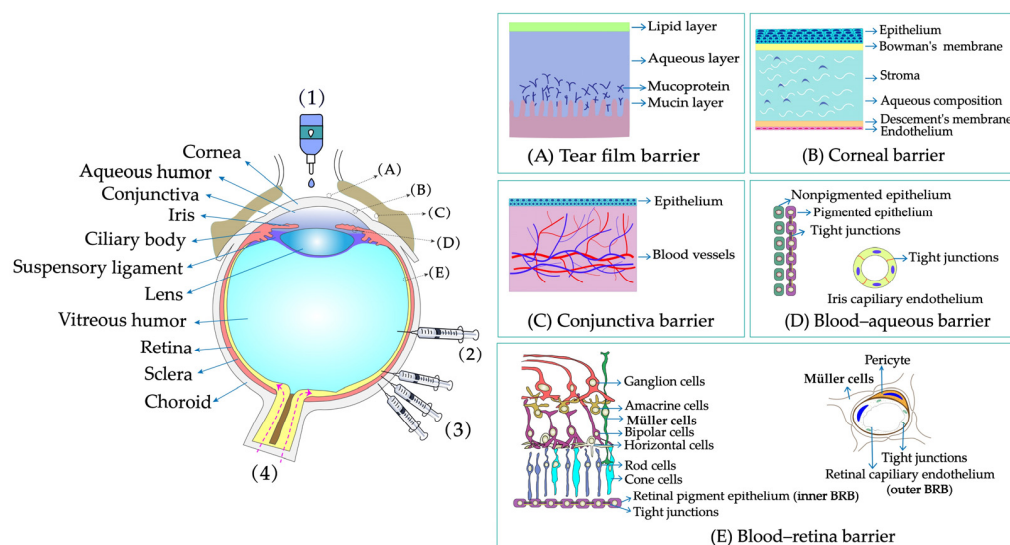 (1)
Cornea
Aqueous humor
Conjunctiva
Iris
Ciliary body
Suspensory ligament
Lens
Vitreous humor
Retina
Sclera
Choroid
(A)
(B)
(C)
(D)
(E)
(2)
(3)
(4)
Lipid layer
Aqueous layer
Mucoprotein
Mucin layer
(A) Tear film barrier
Epithelium
Bowman's membrane
Stroma
Aqueous composition
Descement's membrane
Endothelium
(B) Corneal barrier
Epithelium
Blood vessels
(C) Conjunctiva barrier
Nonpigmented epithelium
Pigmented epithelium
Tight junctions
Tight junctions
Iris capillary endothelium
(D) Blood–aqueous barrier
Ganglion cells
Amacrine cells
Müller cells
Bipolar cells
Horizontal cells
Rod cells
Cone cells
Retinal pigment epithelium (inner BRB)
Tight junctions
Pericyte
Müller cells
Tight junctions
Retinal capillary endothelium
(outer BRB)
(E) Blood–retina barrier